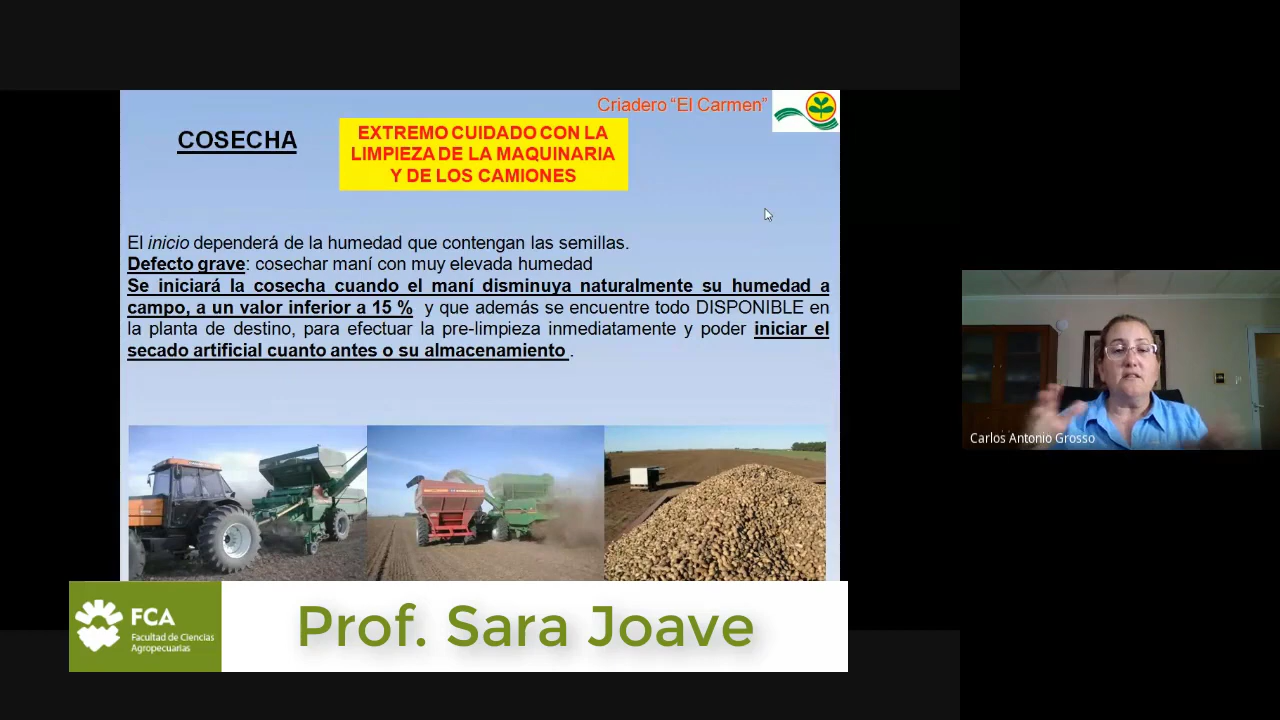 Criadero "El Carmen"
COSECHA
EXTREMO CUIDADO CON LA
LIMPIEZA DE LA MAQUINARIA
Y DE LOS CAMIONES
El inicio dependerá de la humedad que contengan las semillas.
Defecto grave: cosechar maní con muy elevada humedad
Se iniciará la cosecha cuando el maní disminuya naturalmente su humedad a
campo, a un valor inferior a 15 % y que además se encuentre todo DISPONIBLE en
la planta de destino, para efectuar la pre-limpieza inmediatamente y poder iniciar el
secado artificial cuanto antes o su almacenamiento .
Carlos Antonio Grosso
FCA
Facultad de Ciencias
Agropecuarias
Prof. Sara Joave